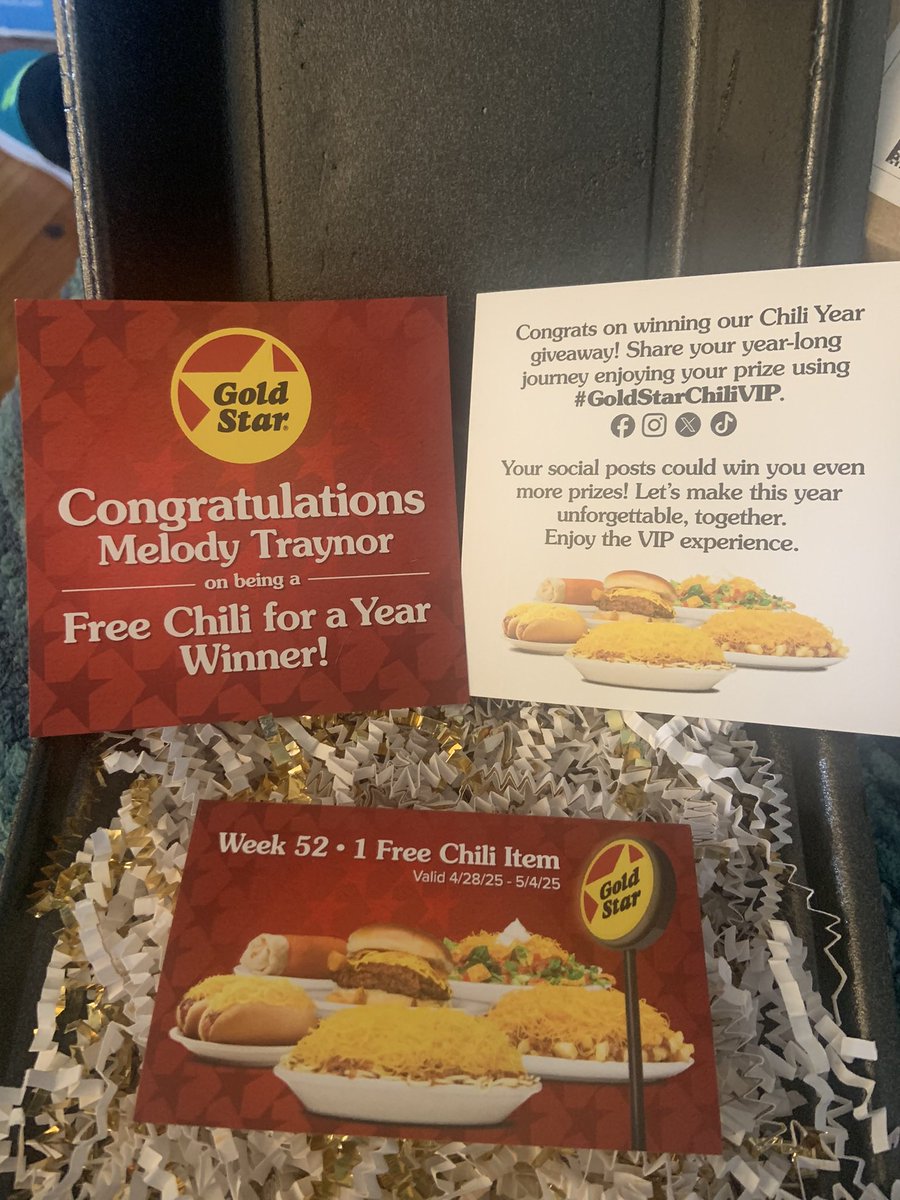 Gold
Star®
Congratulations
Melody Traynor
on being a
Free Chili for a Year
Winner!
Congrats on winning our Chili Year
giveaway! Share your year-long
journey enjoying your prize using
#GoldStarChiliVIP.
Your social posts could win you even
more prizes! Let's make this year
unforgettable, together.
Enjoy the VIP experience.
Week 52 • 1 Free Chili Item
Valid 4/28/25 - 5/4/25
Gold
Star